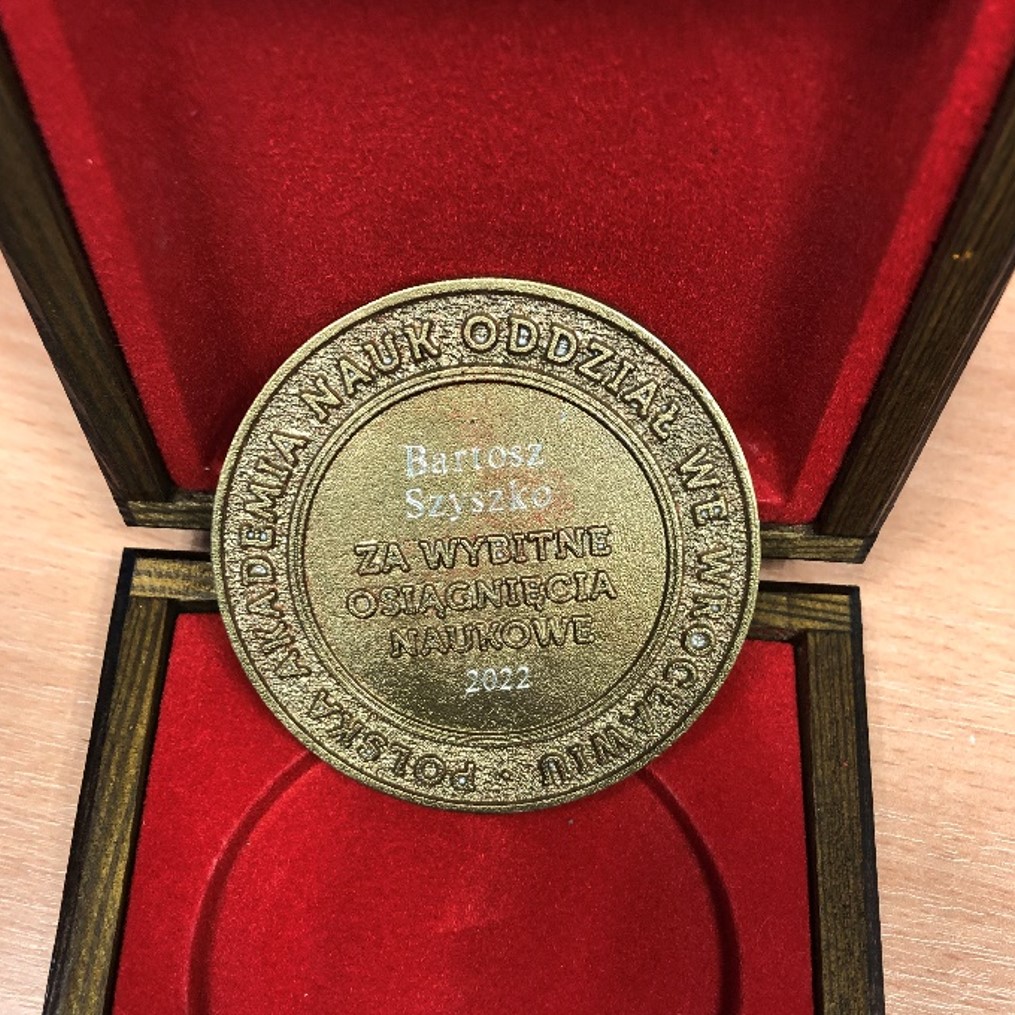 POLSKA AKADEMIA NAUK ODDZIAŁ WE WROCŁAWIU •
Bartosz
Szyszko
ZA WYBITNE
OSIĄGNIĘCIA
NAUKOWE
2022